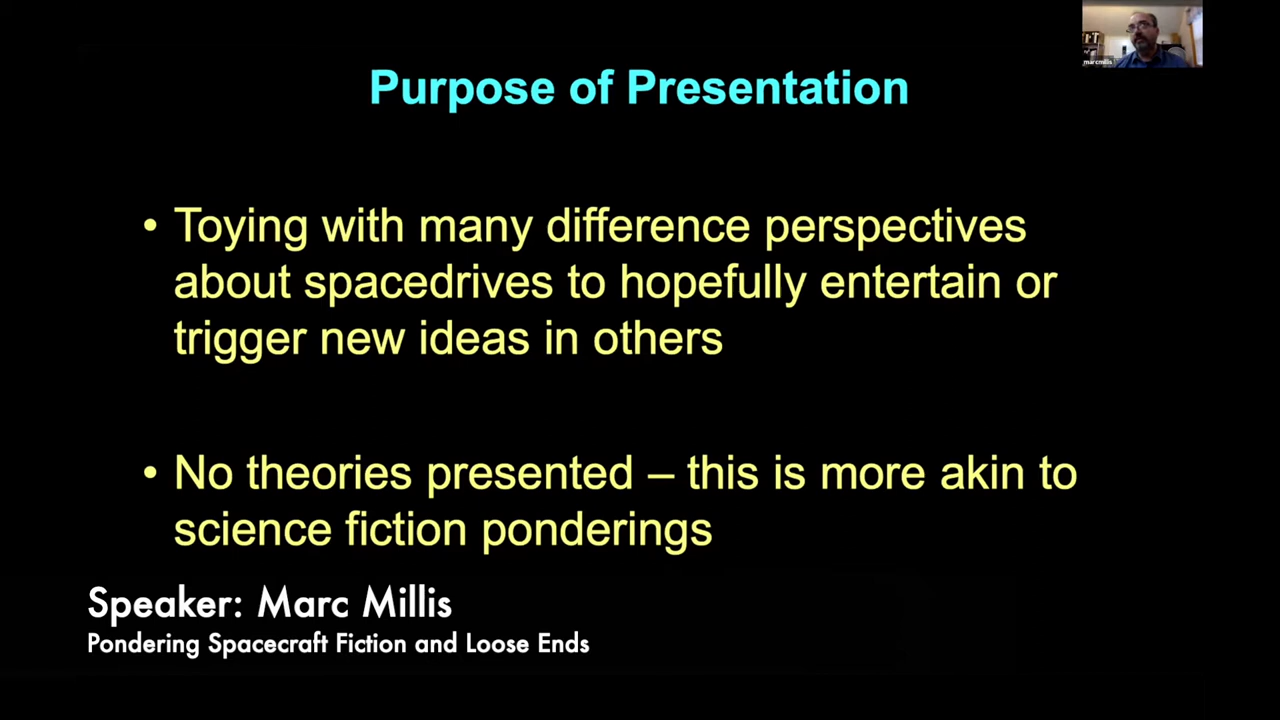 marcmillis
Purpose of Presentation
• Toying with many difference perspectives
about spacedrives to hopefully entertain or
trigger new ideas in others
• No theories presented – this is more akin to
science fiction ponderings
Speaker: Marc Millis
Pondering Spacecraft Fiction and Loose Ends